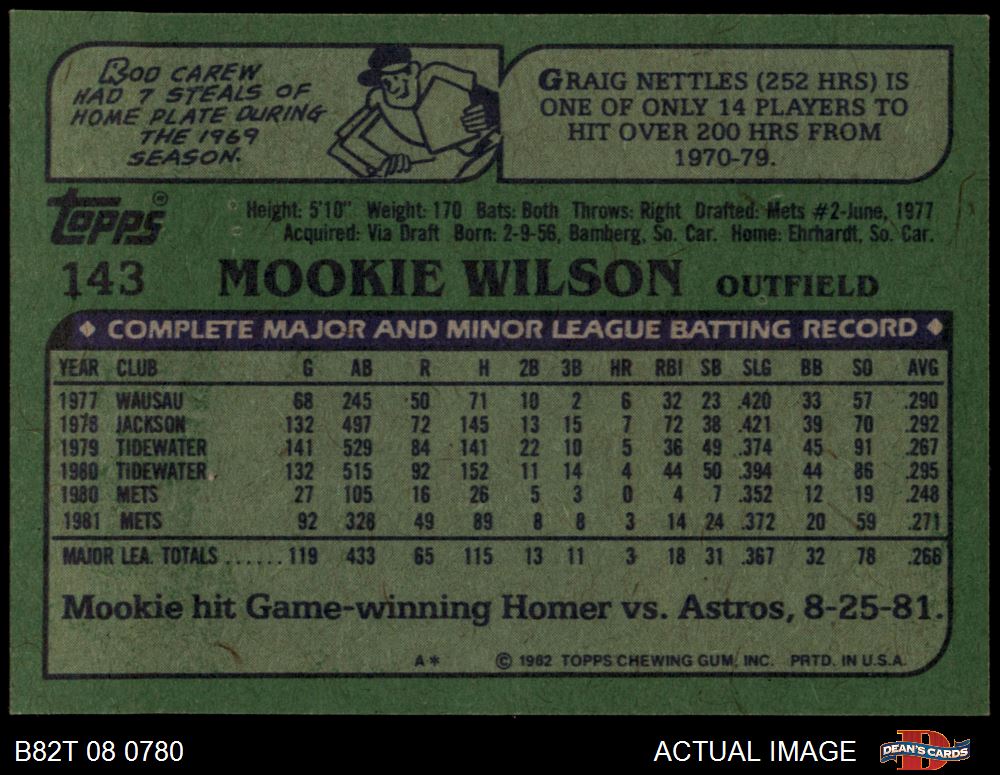 ROD CAREW
HAD 7 STEALS OF
HOME PLATE DURING
THE 1969
SEASON.
GRAIG NETTLES (252 HRS) IS
ONE OF ONLY 14 PLAYERS TO
HIT OVER 200 HRS FROM
1970-79.
topps®
Height: 5'10" Weight: 170 Bats: Both Throws: Right Drafted: Mets #2-June, 1977
Acquired: Via Draft Born: 2-9-56, Bamberg, So. Car. Home: Ehrhardt, So. Car.
143 MOOKIE WILSON OUTFIELD
♦ COMPLETE MAJOR AND MINOR LEAGUE BATTING RECORD ♦
YEAR CLUB G AB R H 2B 3B HR RBI SB SLG BB SO AVG
1977 WAUSAU 68 245 50 71 10 2 6 32 23 .420 33 57 .290
1978 JACKSON 132 497 72 145 13 15 7 72 38 .421 39 70 .292
1979 TIDEWATER 141 529 84 141 22 10 5 36 49 .374 45 91 .267
1980 TIDEWATER 132 515 92 152 11 14 4 44 50 .394 44 86 .295
1980 METS 27 105 16 26 5 3 0 4 7 .352 12 19 .248
1981 METS 92 328 49 89 8 8 3 14 24 .372 20 59 .271
MAJOR LEA. TOTALS ...... 119 433 65 115 13 11 3 18 31 .367 32 78 .266
Mookie hit Game-winning Homer vs. Astros, 8-25-81.
A* © 1982 TOPPS CHEWING GUM, INC. PRTD. IN U.S.A.
B82T 08 0780 ACTUAL IMAGE DEAN'S CARDS